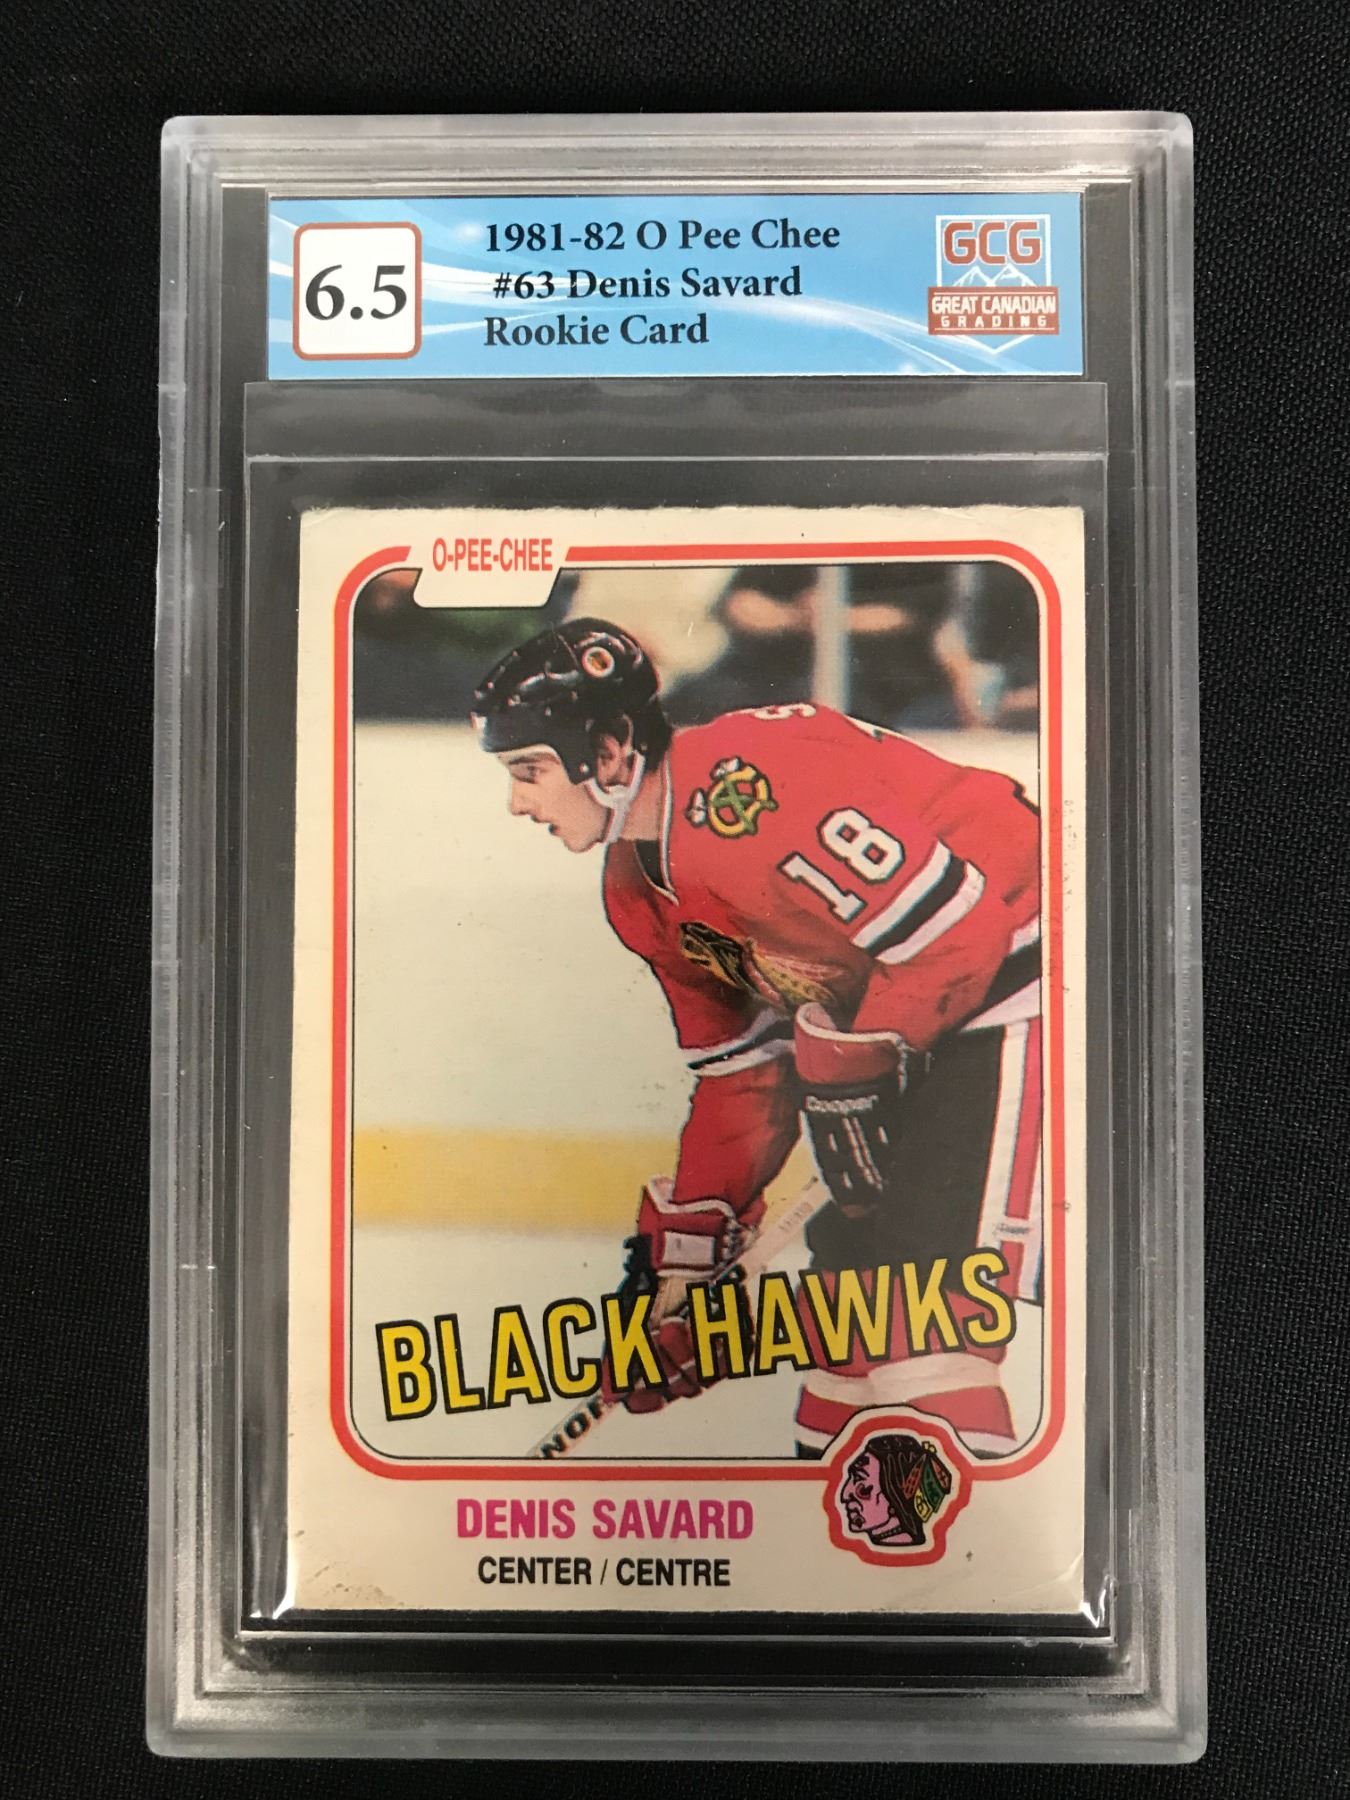 6.5
1981-82 O Pee Chee
#63 Denis Savard
Rookie Card
GCG
GREAT CANADIAN
GRADING
O-PEE-CHEE
18
Cooper
BLACK HAWKS
DENIS SAVARD
CENTER / CENTRE